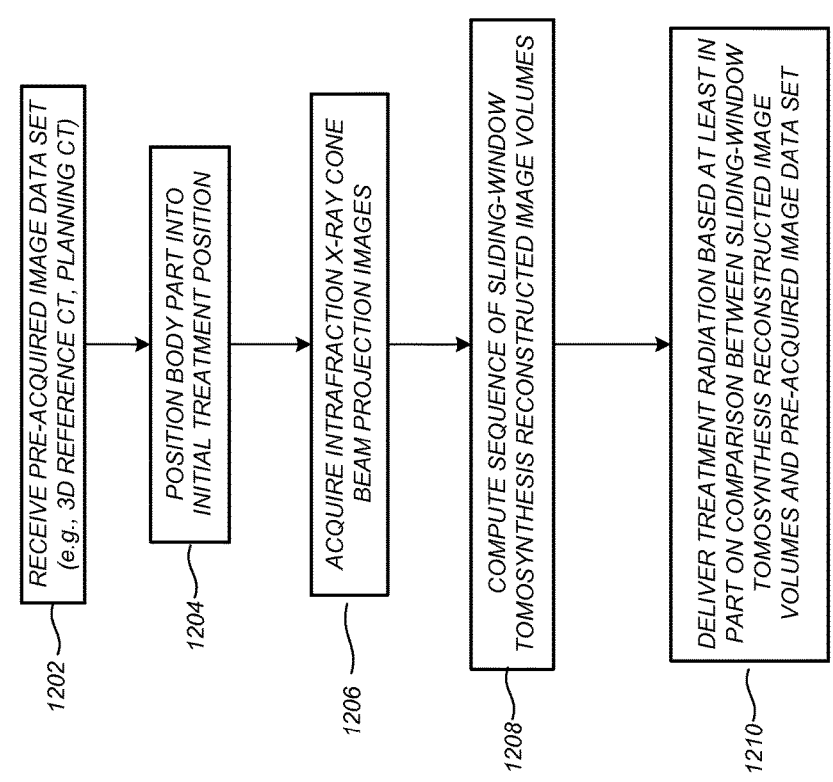 RECEIVE PRE-ACQUIRED IMAGE DATA SET
(e.g., 3D REFERENCE CT, PLANNING CT)
1202
POSITION BODY PART INTO
INITIAL TREATMENT POSITION
1204
ACQUIRE INTRAFRACTION X-RAY CONE
BEAM PROJECTION IMAGES
1206
COMPUTE SEQUENCE OF SLIDING-WINDOW
TOMOSYNTHESIS RECONSTRUCTED IMAGE VOLUMES
1208
DELIVER TREATMENT RADIATION BASED AT LEAST IN
PART ON COMPARISON BETWEEN SLIDING-WINDOW
TOMOSYNTHESIS RECONSTRUCTED IMAGE
VOLUMES AND PRE-ACQUIRED IMAGE DATA SET
1210